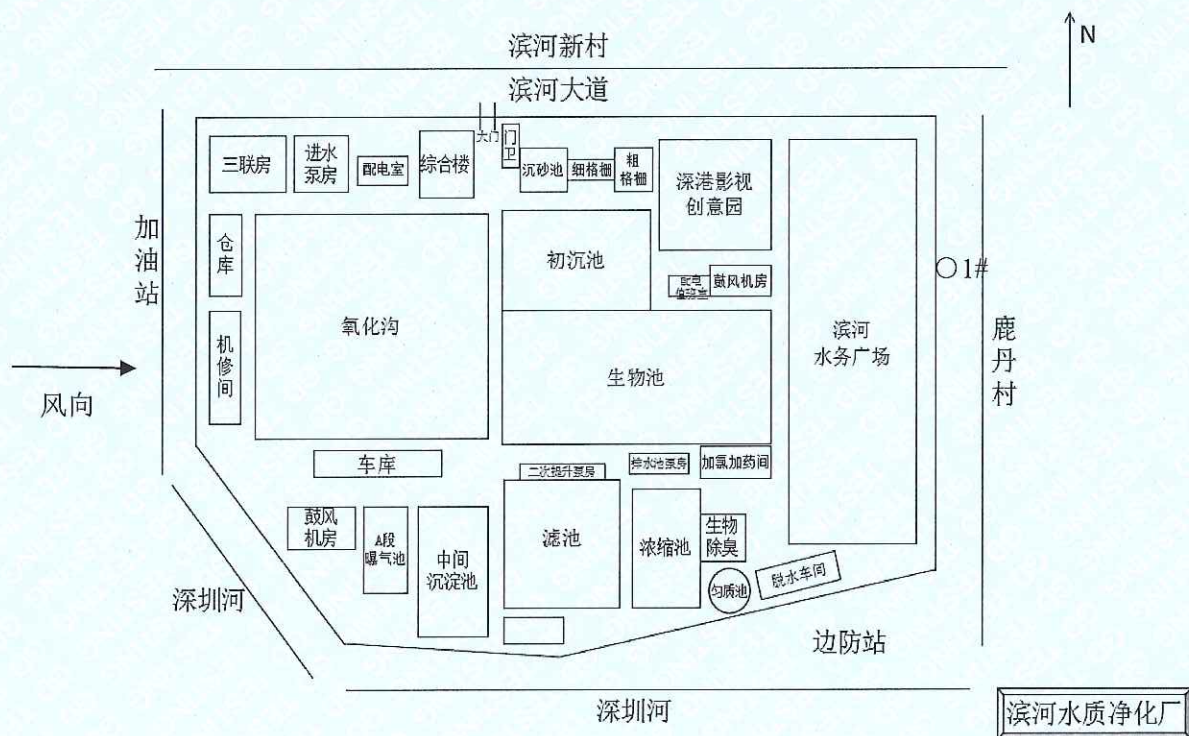 滨河新村
N
滨河大道
大门
门
卫
三联房
进水
泵房
配电室
综合楼
沉砂池
细格栅
粗
格栅
深港影视
创意园
加
油
站
仓
库
氧化沟
初沉池
配电
值班室
鼓风机房
○1#
滨河
水务广场
机
修
间
生物池
鹿
丹
村
风向
车库
二次提升泵房
加氯加药间
鼓风
机房
A段
曝气池
中间
沉淀池
滤池
浓缩池
生物
除臭
匀质池
脱水车间
深圳河
边防站
深圳河
滨河水质净化厂